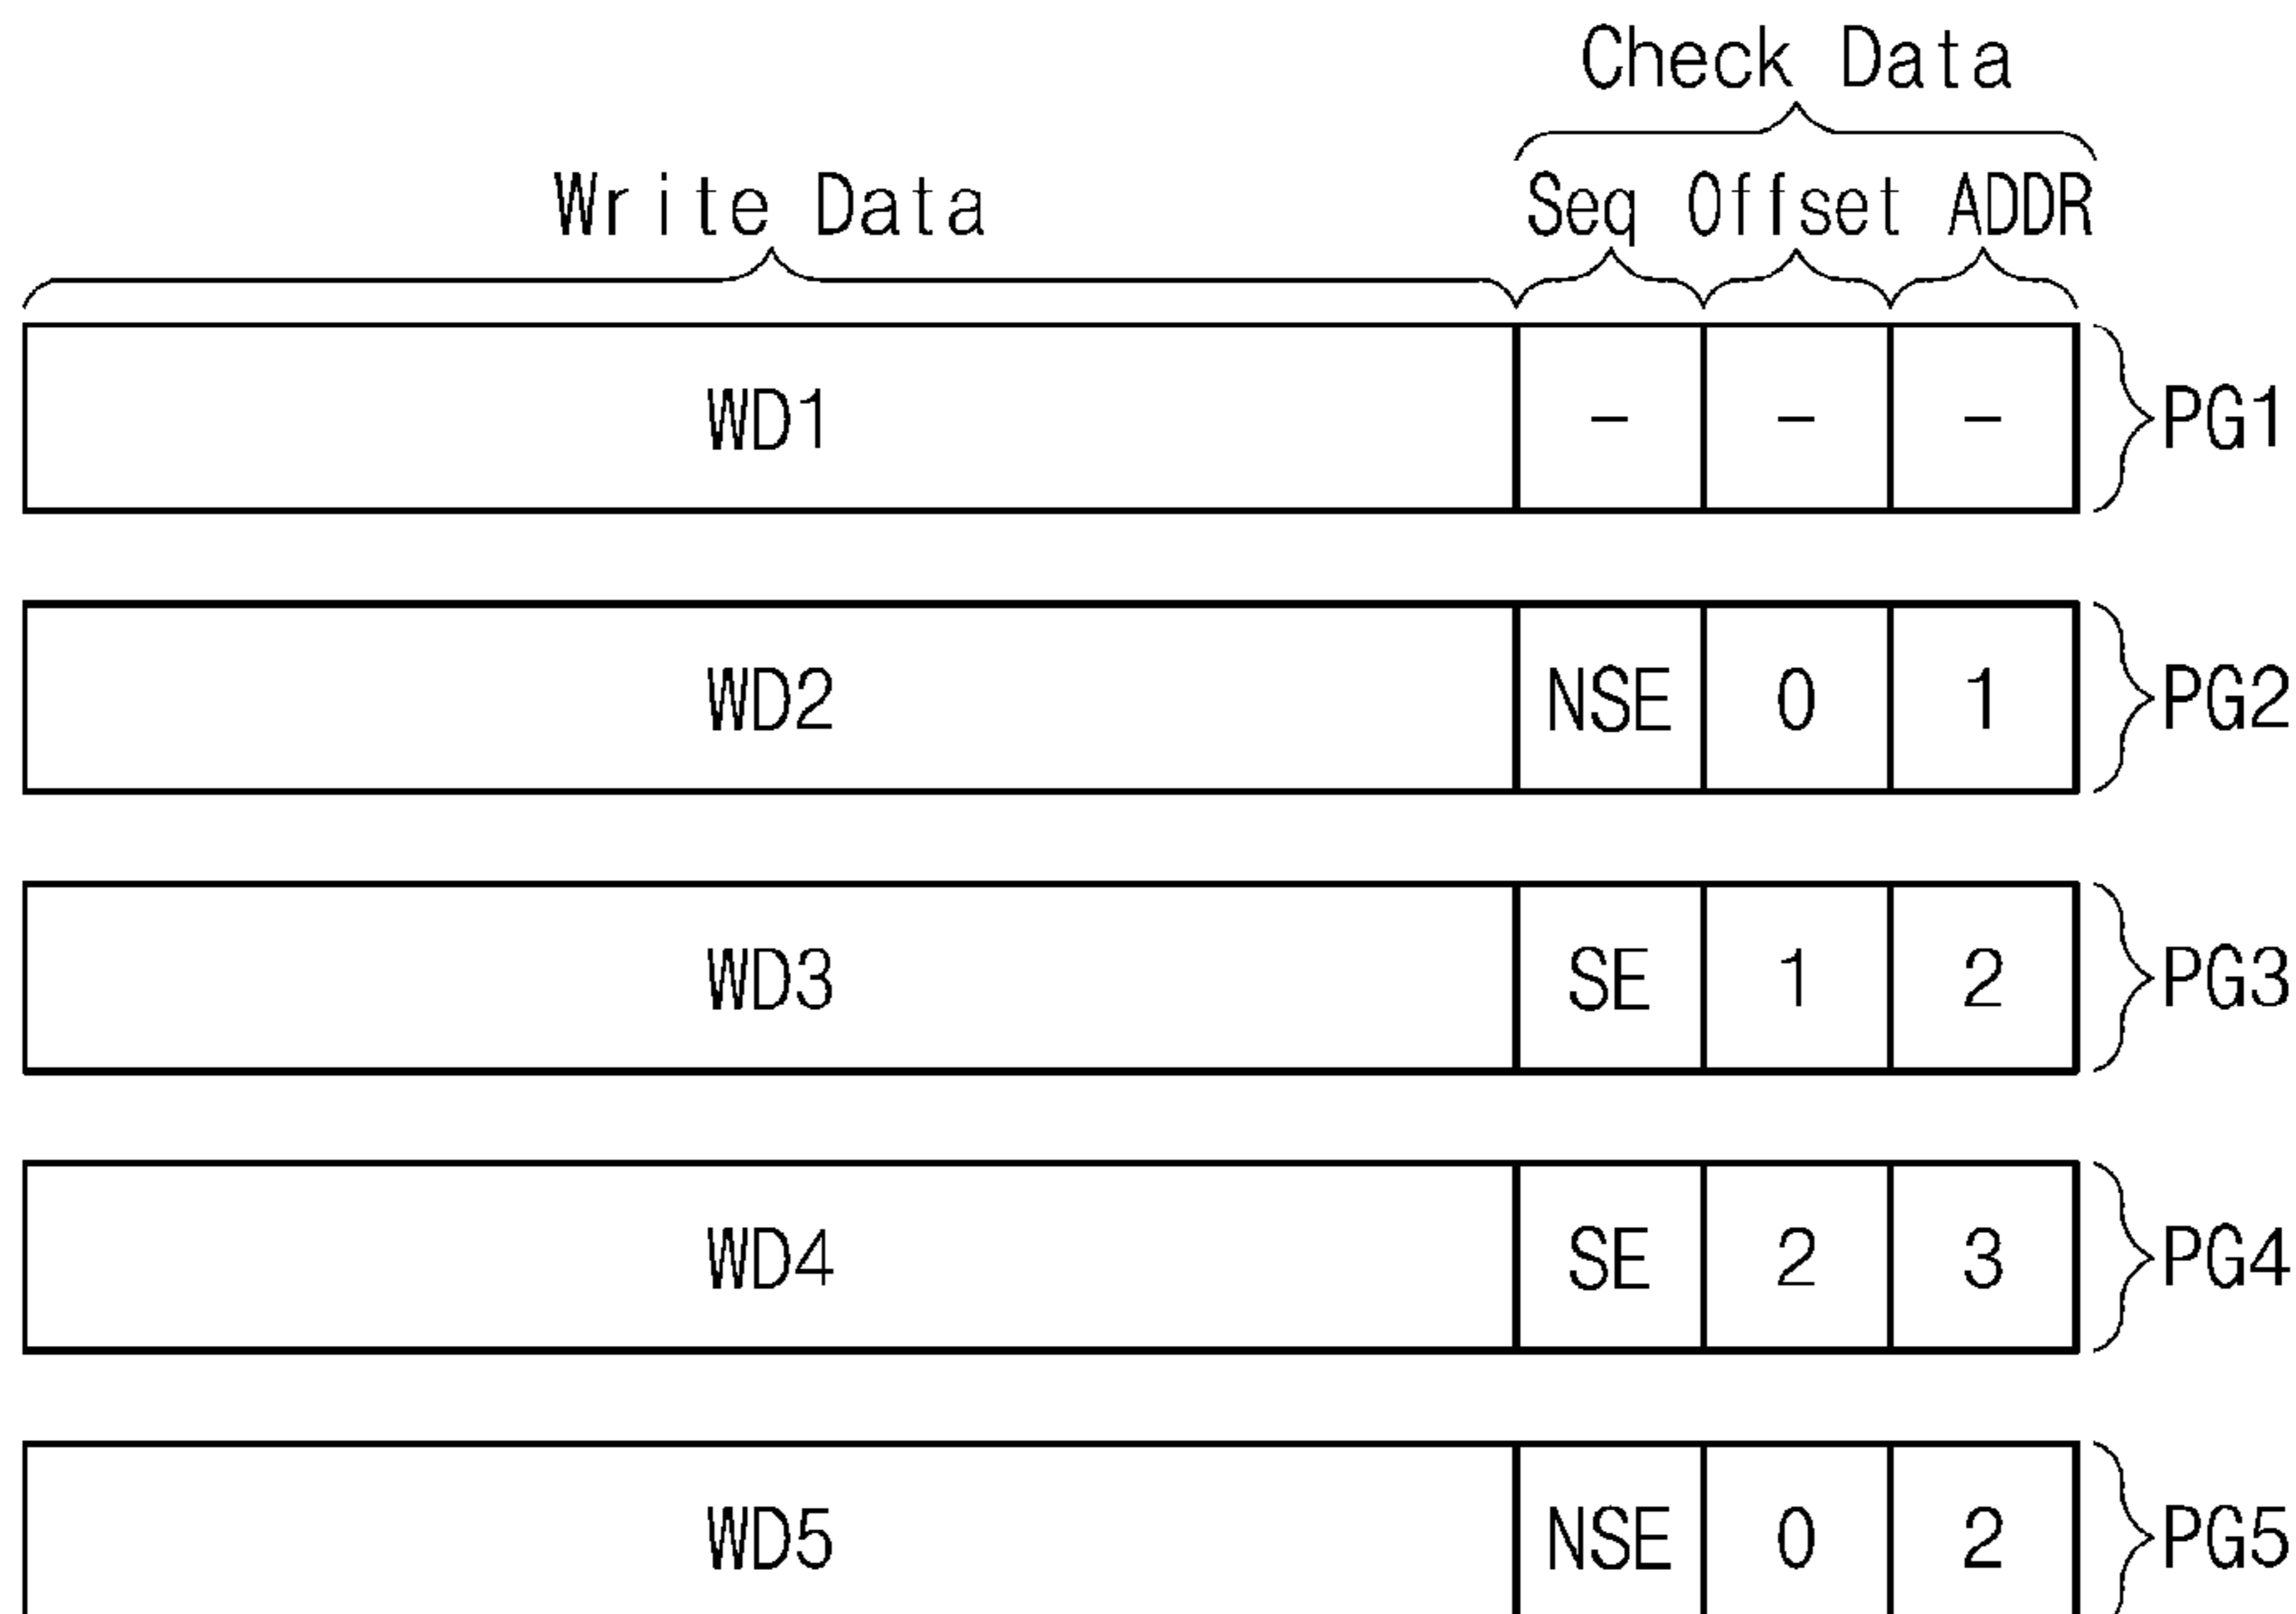 Check Data
Write Data Seq Offset ADDR
WD1 - - - PG1
WD2 NSE 0 1 PG2
WD3 SE 1 2 PG3
WD4 SE 2 3 PG4
WD5 NSE 0 2 PG5